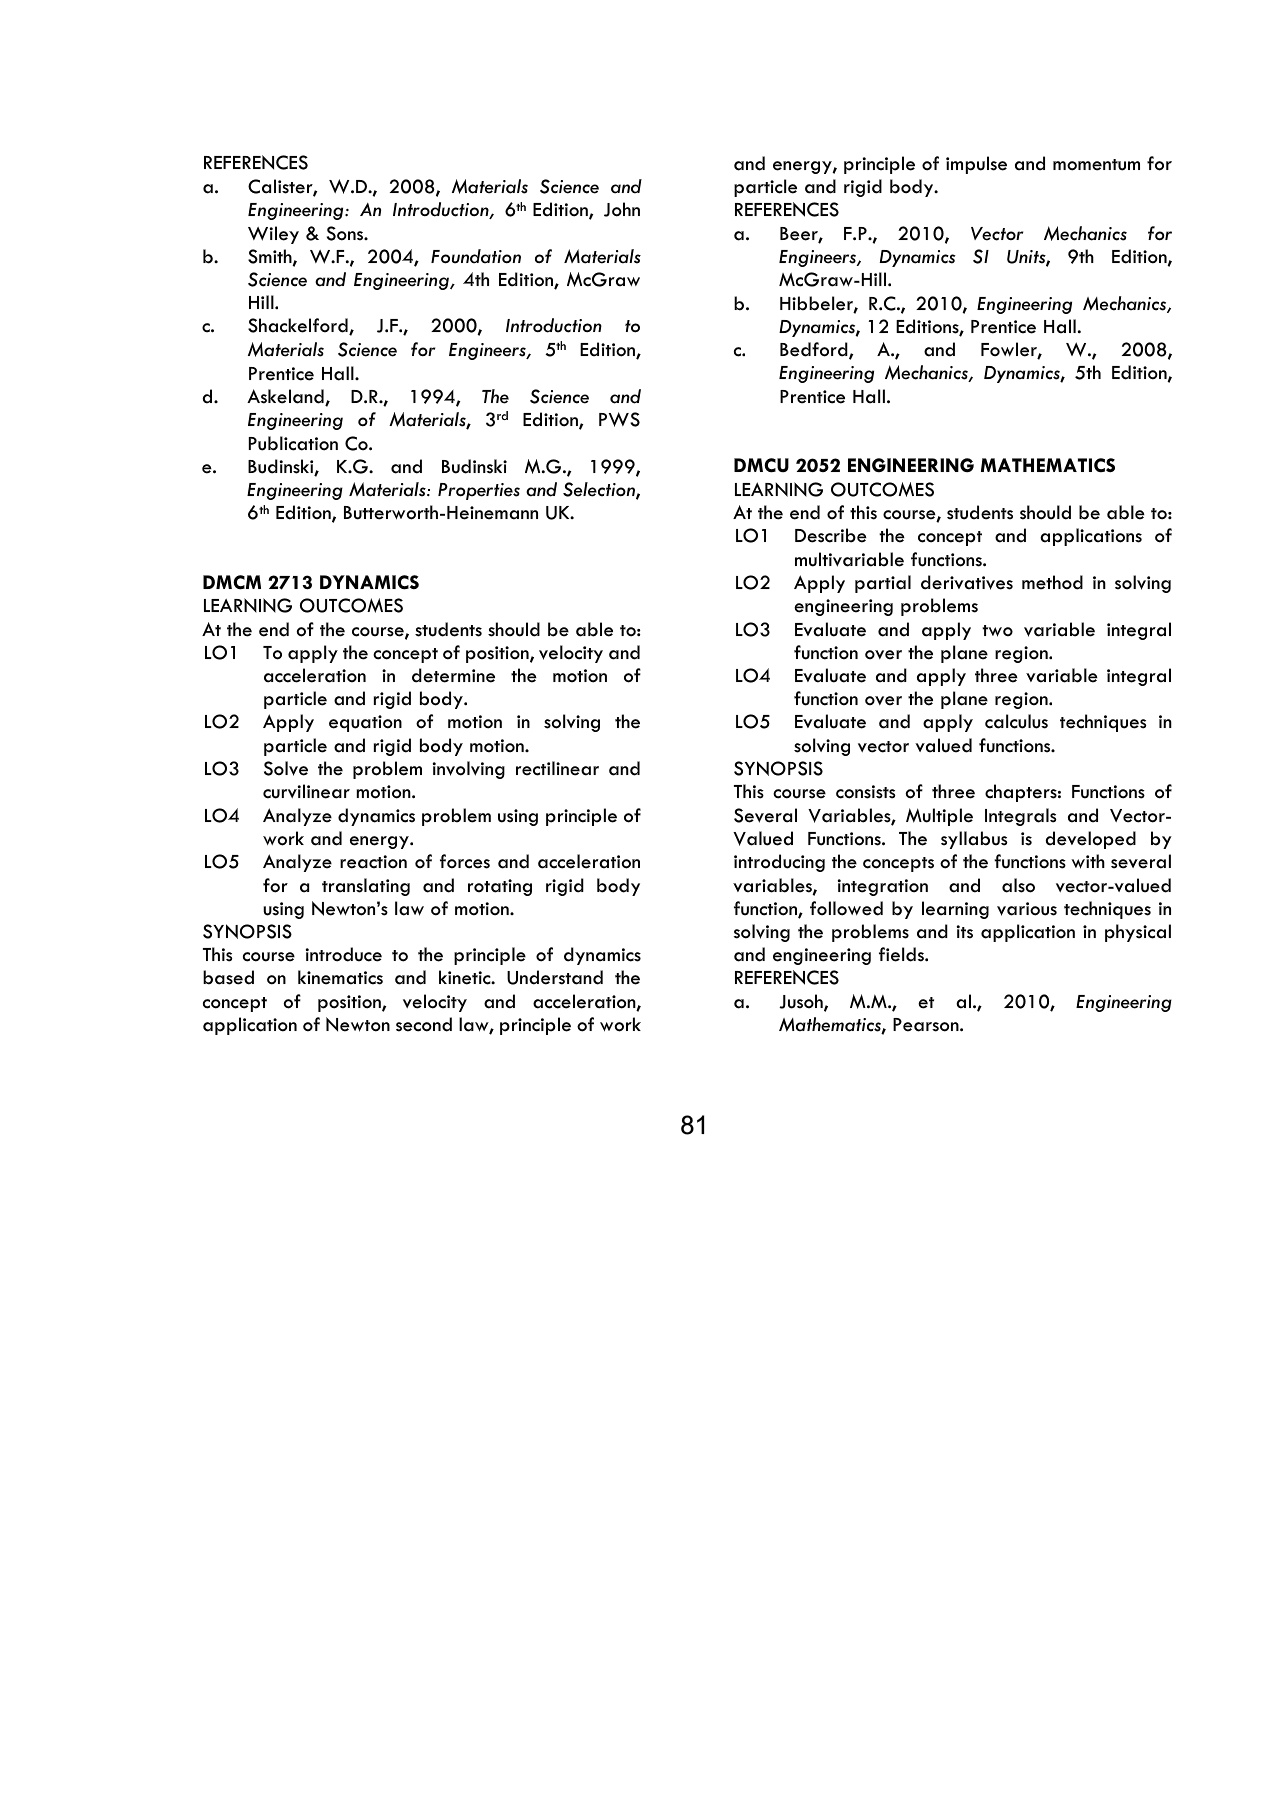 REFERENCES
a. Calister, W.D., 2008, Materials Science and
Engineering: An Introduction, 6th Edition, John
Wiley & Sons.
b. Smith, W.F., 2004, Foundation of Materials
Science and Engineering, 4th Edition, McGraw
Hill.
c. Shackelford, J.F., 2000, Introduction to
Materials Science for Engineers, 5th Edition,
Prentice Hall.
d. Askeland, D.R., 1994, The Science and
Engineering of Materials, 3rd Edition, PWS
Publication Co.
e. Budinski, K.G. and Budinski M.G., 1999,
Engineering Materials: Properties and Selection,
6th Edition, Butterworth-Heinemann UK.
DMCM 2713 DYNAMICS
LEARNING OUTCOMES
At the end of the course, students should be able to:
LO1 To apply the concept of position, velocity and
acceleration in determine the motion of
particle and rigid body.
LO2 Apply equation of motion in solving the
particle and rigid body motion.
LO3 Solve the problem involving rectilinear and
curvilinear motion.
LO4 Analyze dynamics problem using principle of
work and energy.
LO5 Analyze reaction of forces and acceleration
for a translating and rotating rigid body
using Newton’s law of motion.
SYNOPSIS
This course introduce to the principle of dynamics
based on kinematics and kinetic. Understand the
concept of position, velocity and acceleration,
application of Newton second law, principle of work
and energy, principle of impulse and momentum for
particle and rigid body.
REFERENCES
a. Beer, F.P., 2010, Vector Mechanics for
Engineers, Dynamics SI Units, 9th Edition,
McGraw-Hill.
b. Hibbeler, R.C., 2010, Engineering Mechanics,
Dynamics, 12 Editions, Prentice Hall.
c. Bedford, A., and Fowler, W., 2008,
Engineering Mechanics, Dynamics, 5th Edition,
Prentice Hall.
DMCU 2052 ENGINEERING MATHEMATICS
LEARNING OUTCOMES
At the end of this course, students should be able to:
LO1 Describe the concept and applications of
multivariable functions.
LO2 Apply partial derivatives method in solving
engineering problems
LO3 Evaluate and apply two variable integral
function over the plane region.
LO4 Evaluate and apply three variable integral
function over the plane region.
LO5 Evaluate and apply calculus techniques in
solving vector valued functions.
SYNOPSIS
This course consists of three chapters: Functions of
Several Variables, Multiple Integrals and Vector-
Valued Functions. The syllabus is developed by
introducing the concepts of the functions with several
variables, integration and also vector-valued
function, followed by learning various techniques in
solving the problems and its application in physical
and engineering fields.
REFERENCES
a. Jusoh, M.M., et al., 2010, Engineering
Mathematics, Pearson.
81